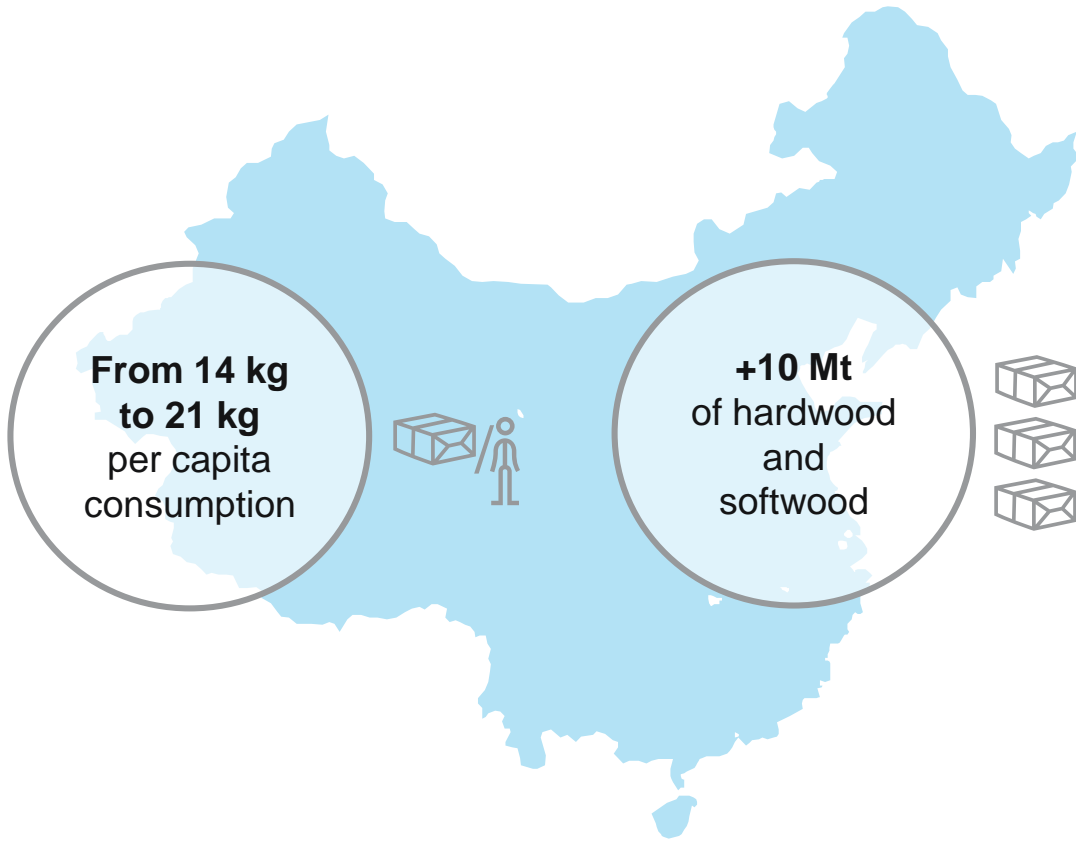 From 14 kg
to 21 kg
per capita
consumption
+10 Mt
of hardwood
and
softwood